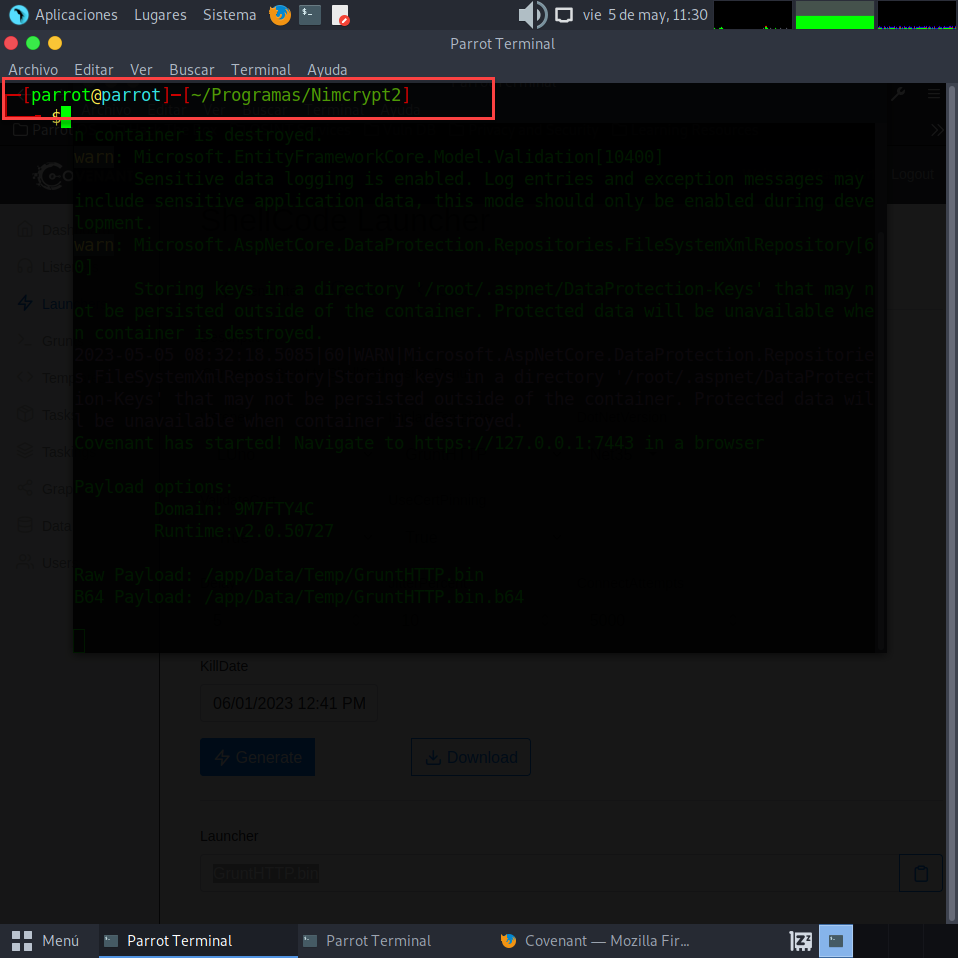 Aplicaciones Lugares Sistema vie 5 de may, 11:30
Parrot Terminal
Archivo Editar Ver Buscar Terminal Ayuda
[parrot@parrot]─[~/Programas/Nimcrypt2]
$
n container is destroyed.
warn: Microsoft.EntityFrameworkCore.Model.Validation[10400]
Sensitive data logging is enabled. Log entries and exception messages may
include sensitive application data, this mode should only be enabled during deve
lopment.
warn: Microsoft.AspNetCore.DataProtection.Repositories.FileSystemXmlRepository[6
0]
Storing keys in a directory '/root/.aspnet/DataProtection-Keys' that may n
ot be persisted outside of the container. Protected data will be unavailable whe
n container is destroyed.
2023-05-05 08:32:18.5085|60|WARN|Microsoft.AspNetCore.DataProtection.Repositorie
s.FileSystemXmlRepository|Storing keys in a directory '/root/.aspnet/DataProtect
ion-Keys' that may not be persisted outside of the container. Protected data wil
l be unavailable when container is destroyed.
Covenant has started! Navigate to https://127.0.0.1:7443 in a browser
Payload options:
Domain: 9M7FTY4C
Runtime:v2.0.50727
Raw Payload: /app/Data/Temp/GruntHTTP.bin
B64 Payload: /app/Data/Temp/GruntHTTP.bin.b64
Logout
ShellCode Launcher
KillDate
06/01/2023 12:41 PM
Generate Download
Launcher
GruntHTTP.bin
Menú Parrot Terminal Parrot Terminal Covenant — Mozilla Fir...